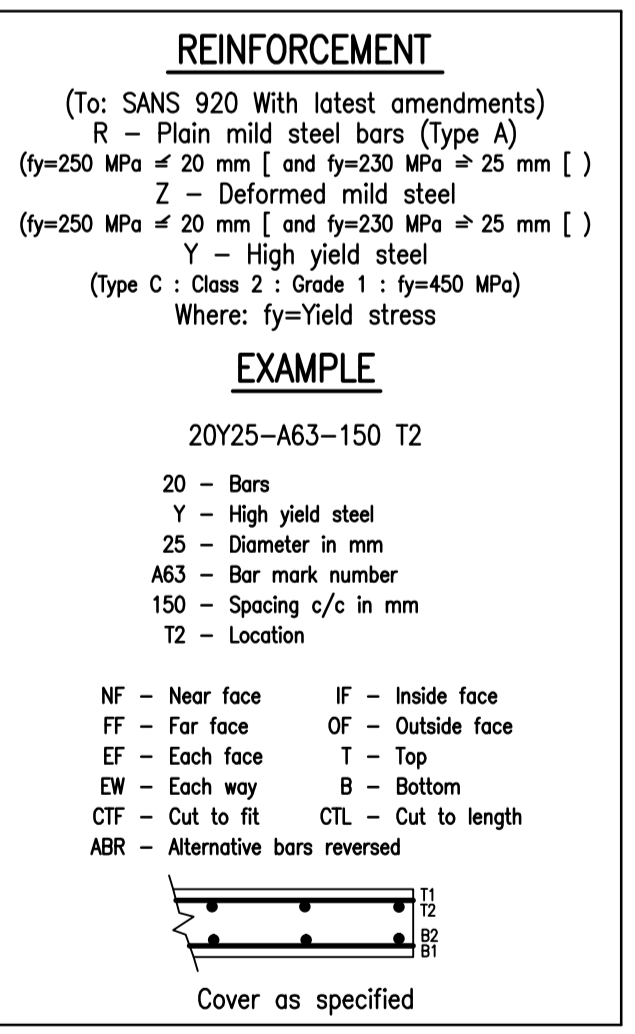 REINFORCEMENT
(To: SANS 920 With latest amendments)
R – Plain mild steel bars (Type A)
(fy=250 MPa ≤ 20 mm [ and fy=230 MPa ≥ 25 mm [ )
Z – Deformed mild steel
(fy=250 MPa ≤ 20 mm [ and fy=230 MPa ≥ 25 mm [ )
Y – High yield steel
(Type C : Class 2 : Grade 1 : fy=450 MPa)
Where: fy=Yield stress
EXAMPLE
20Y25–A63–150 T2
20 – Bars
Y – High yield steel
25 – Diameter in mm
A63 – Bar mark number
150 – Spacing c/c in mm
T2 – Location
NF – Near face IF – Inside face
FF – Far face OF – Outside face
EF – Each face T – Top
EW – Each way B – Bottom
CTF – Cut to fit CTL – Cut to length
ABR – Alternative bars reversed
T1
T2
B2
B1
Cover as specified